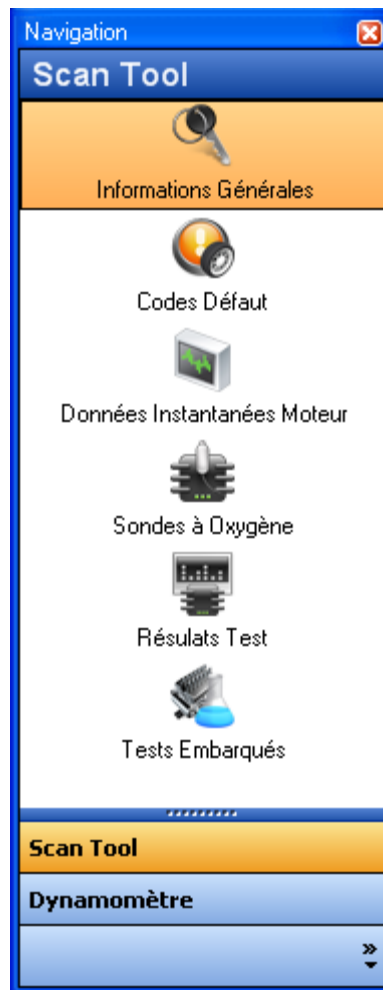 Navigation
Scan Tool
Informations Générales
Codes Défaut
Données Instantanées Moteur
Sondes à Oxygène
Résulats Test
Tests Embarqués
Scan Tool
Dynamomètre
»